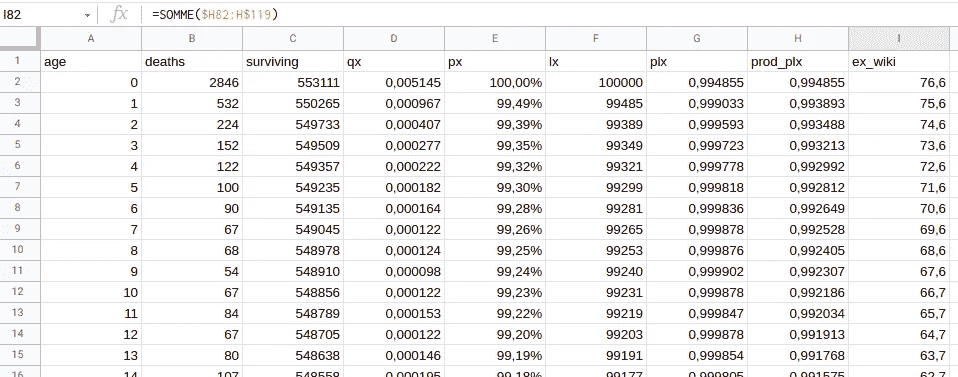 I82 fx =SOMME($H82:H$119)
A B C D E F G H I
1 age deaths surviving qx px lx plx prod_plx ex_wiki
2 0 2846 553111 0,005145 100,00% 100000 0,994855 0,994855 76,6
3 1 532 550265 0,000967 99,49% 99485 0,999033 0,993893 75,6
4 2 224 549733 0,000407 99,39% 99389 0,999593 0,993488 74,6
5 3 152 549509 0,000277 99,35% 99349 0,999723 0,993213 73,6
6 4 122 549357 0,000222 99,32% 99321 0,999778 0,992992 72,6
7 5 100 549235 0,000182 99,30% 99299 0,999818 0,992812 71,6
8 6 90 549135 0,000164 99,28% 99281 0,999836 0,992649 70,6
9 7 67 549045 0,000122 99,26% 99265 0,999878 0,992528 69,6
10 8 68 548978 0,000124 99,25% 99253 0,999876 0,992405 68,6
11 9 54 548910 0,000098 99,24% 99240 0,999902 0,992307 67,6
12 10 67 548856 0,000122 99,23% 99231 0,999878 0,992186 66,7
13 11 84 548789 0,000153 99,22% 99219 0,999847 0,992034 65,7
14 12 67 548705 0,000122 99,20% 99203 0,999878 0,991913 64,7
15 13 80 548638 0,000146 99,19% 99191 0,999854 0,991768 63,7
16 14 107 548558 0,000195 99,18% 99177 0,999805 0,991575 62,7